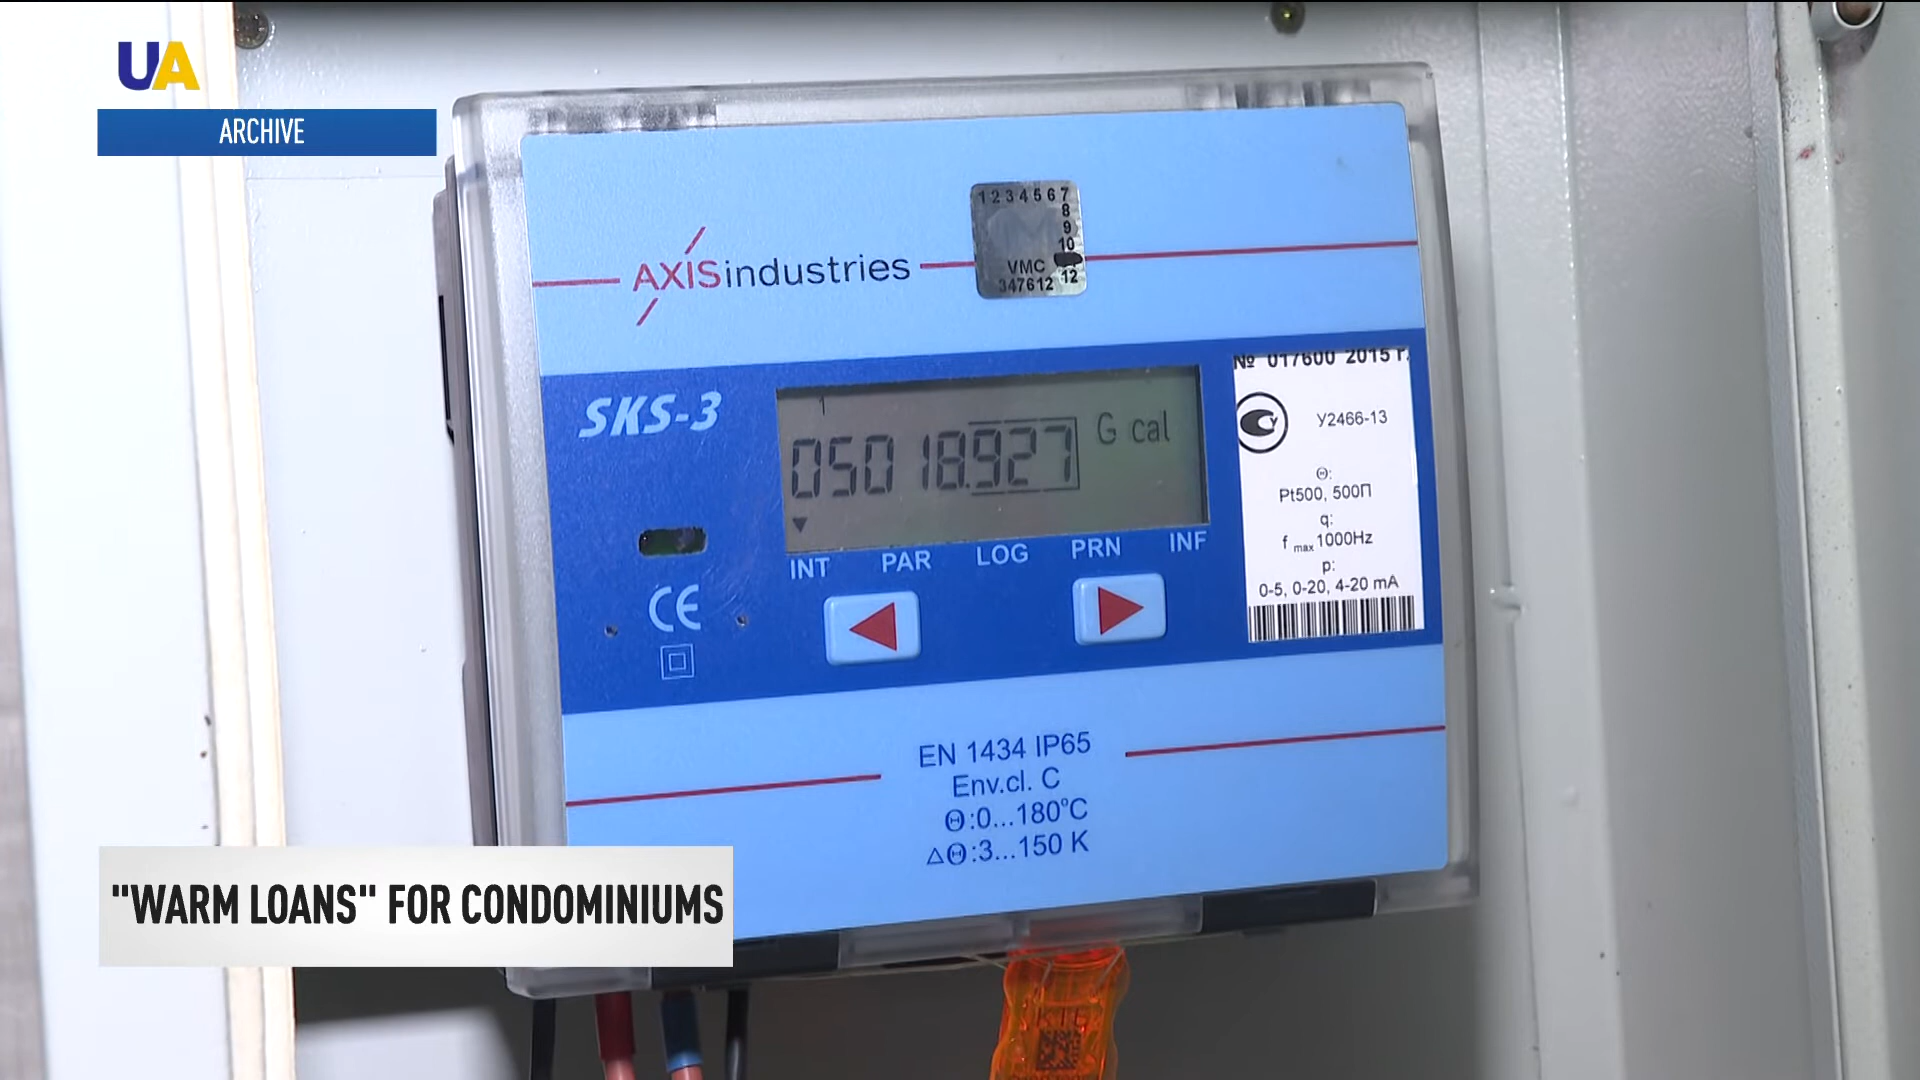 UA
ARCHIVE
1 2 3 4 5 6 7
8
9
10
VMC
12
347612
AXISindustries
№ 017600 2015 г.
SKS-3
1
05018.927 G cal
У2466-13
Θ:
Pt500, 500П
q:
f max 1000Hz
p:
0-5, 0-20, 4-20 mA
INT PAR LOG PRN INF
CE
EN 1434 IP65
Env.cl. C
Θ:0...180°C
ΔΘ:3...150 K
"WARM LOANS" FOR CONDOMINIUMS